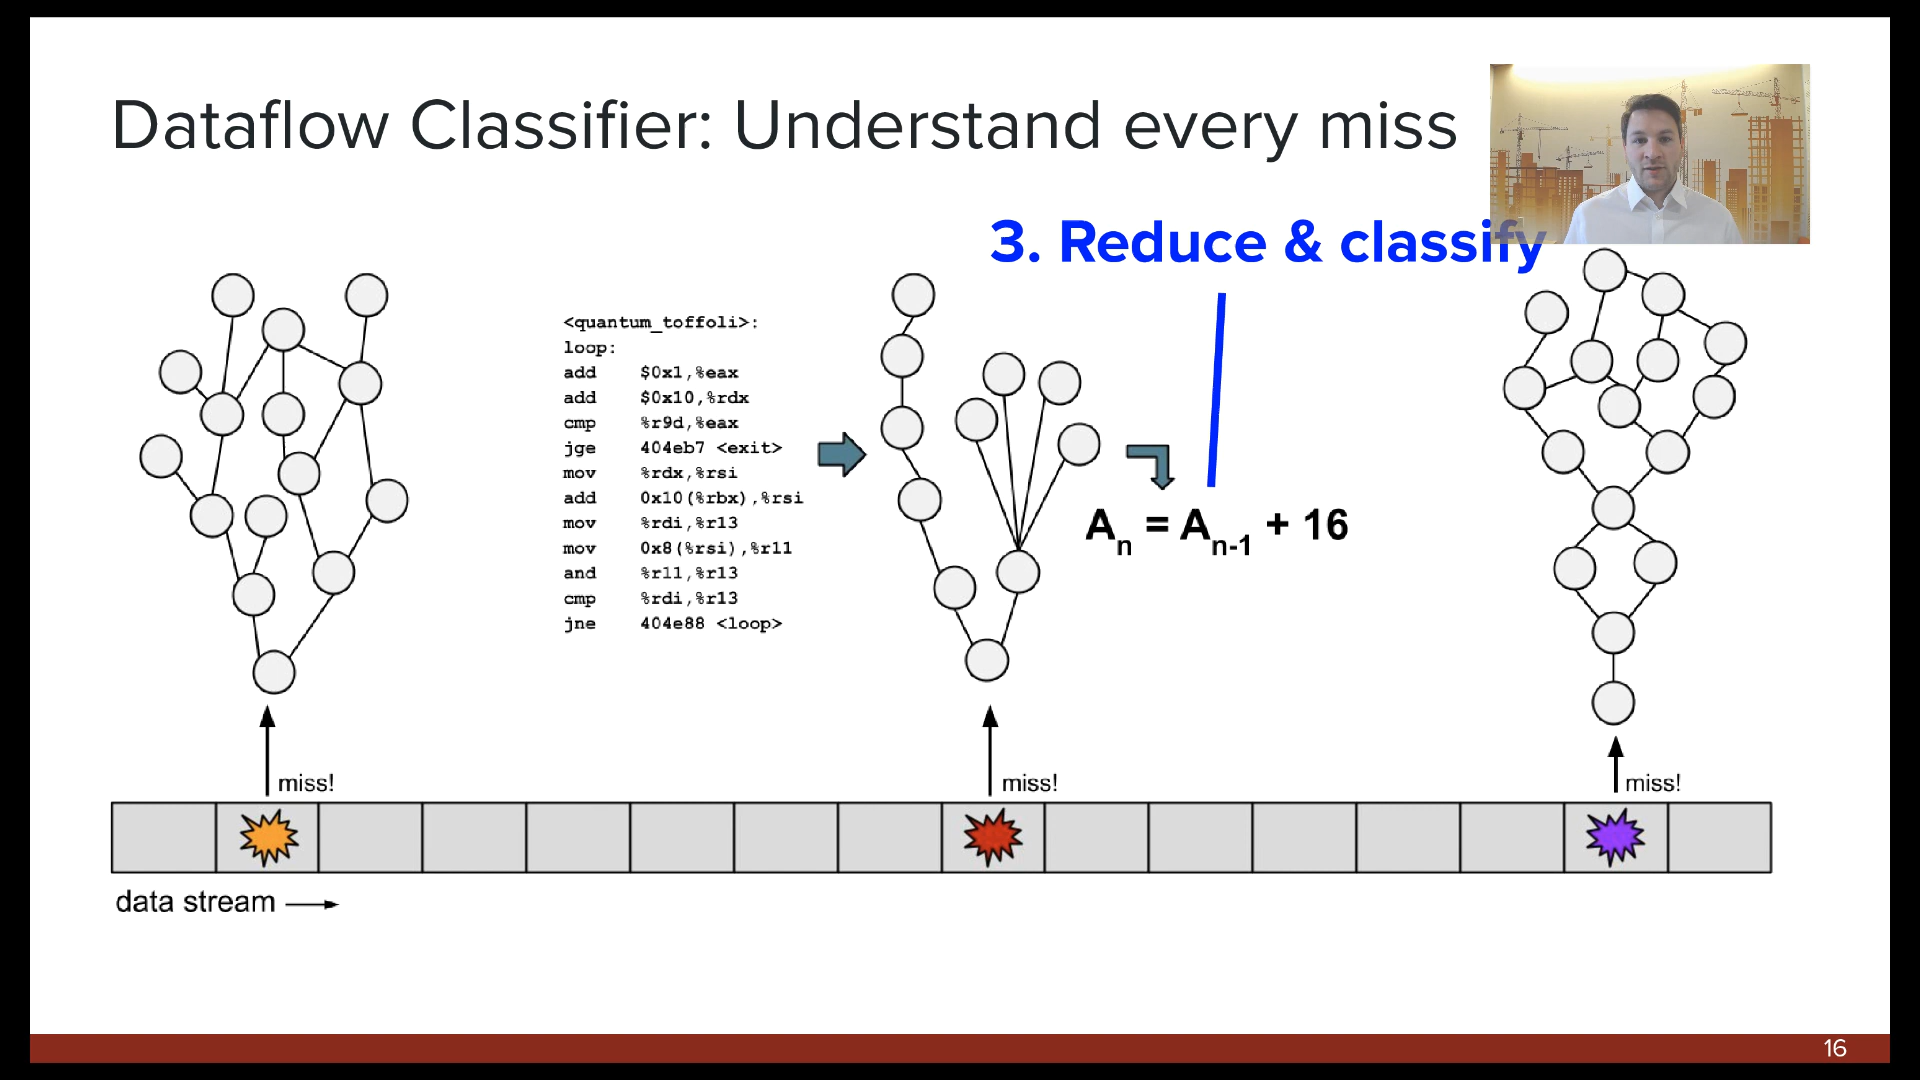 Dataflow Classifier: Understand every miss
3. Reduce & classify
<quantum_toffoli>:
loop:
add $0x1,%eax
add $0x10,%rdx
cmp %r9d,%eax
jge 404eb7 <exit>
mov %rdx,%rsi
add 0x10(%rbx),%rsi
mov %rdi,%r13
mov 0x8(%rsi),%r11
and %r11,%r13
cmp %rdi,%r13
jne 404e88 <loop>
An = An-1 + 16
miss!
miss!
miss!
data stream
16